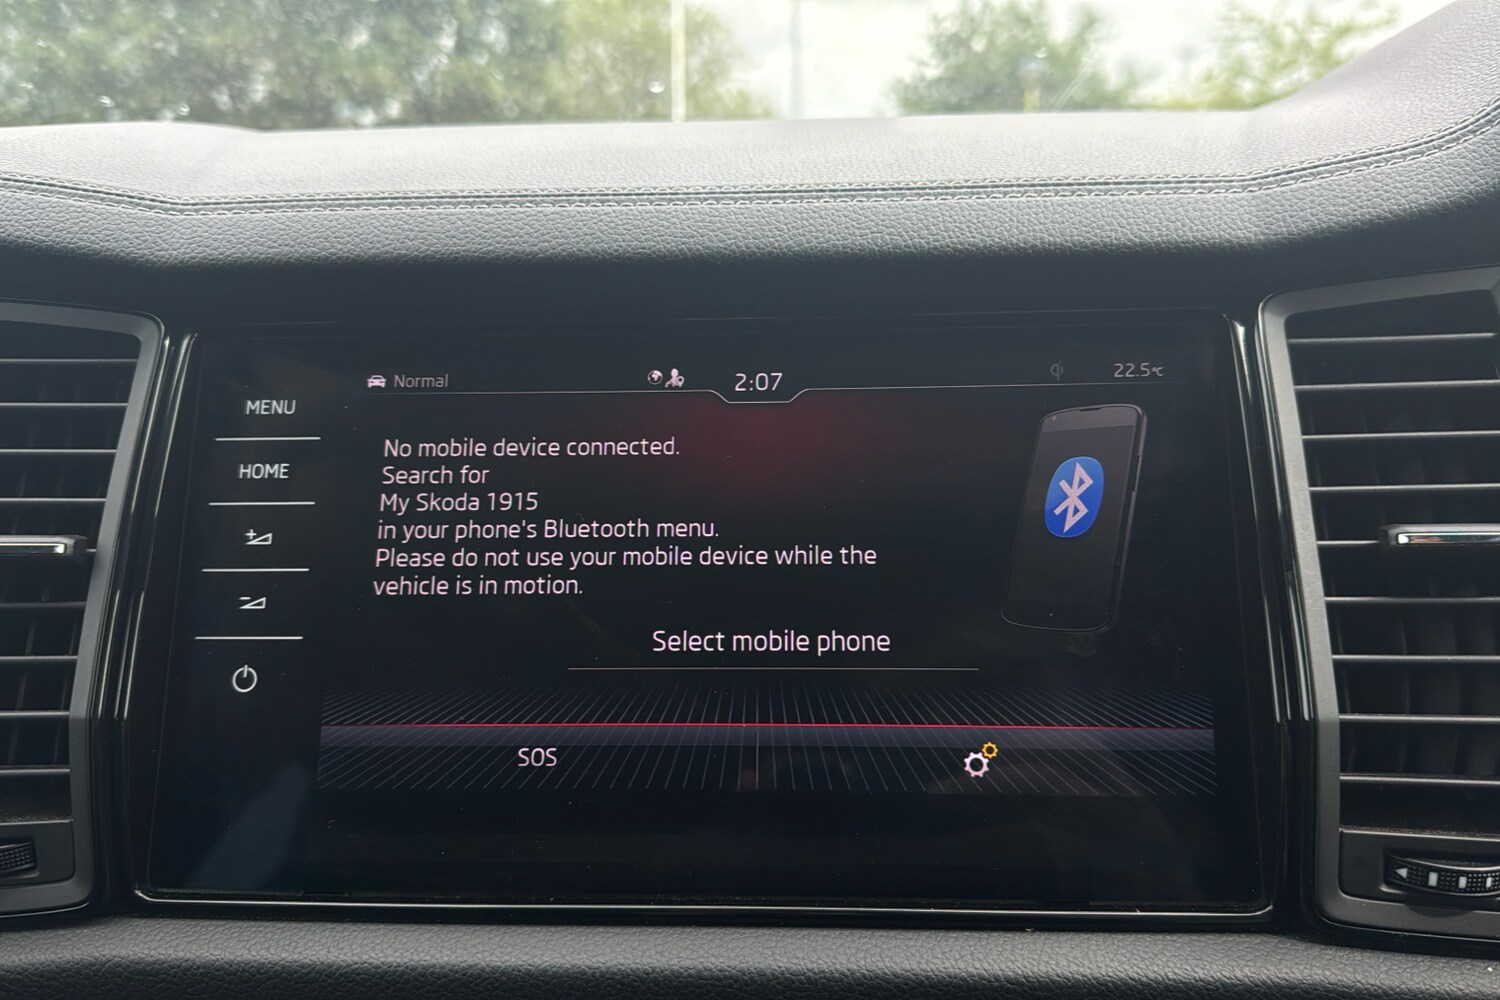 Normal
2:07
22.5°C
MENU
HOME
No mobile device connected.
Search for
My Skoda 1915
in your phone's Bluetooth menu.
Please do not use your mobile device while the
vehicle is in motion.
Select mobile phone
SOS